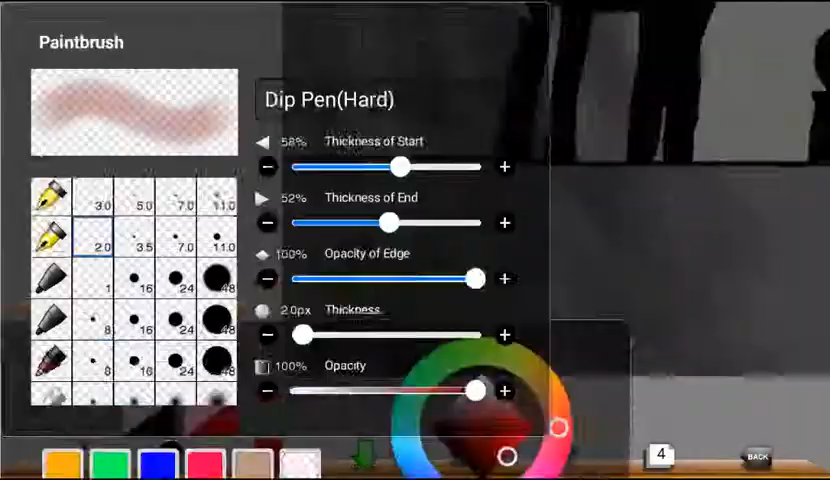 Paintbrush
Dip Pen(Hard)
58% Thickness of Start
52% Thickness of End
100% Opacity of Edge
2.0px Thickness
100% Opacity
3.0 5.0 7.0 11.0
2.0 3.5 7.0 11.0
1 16 24 48
8 16 24 48
8 16 24 48
4
BACK